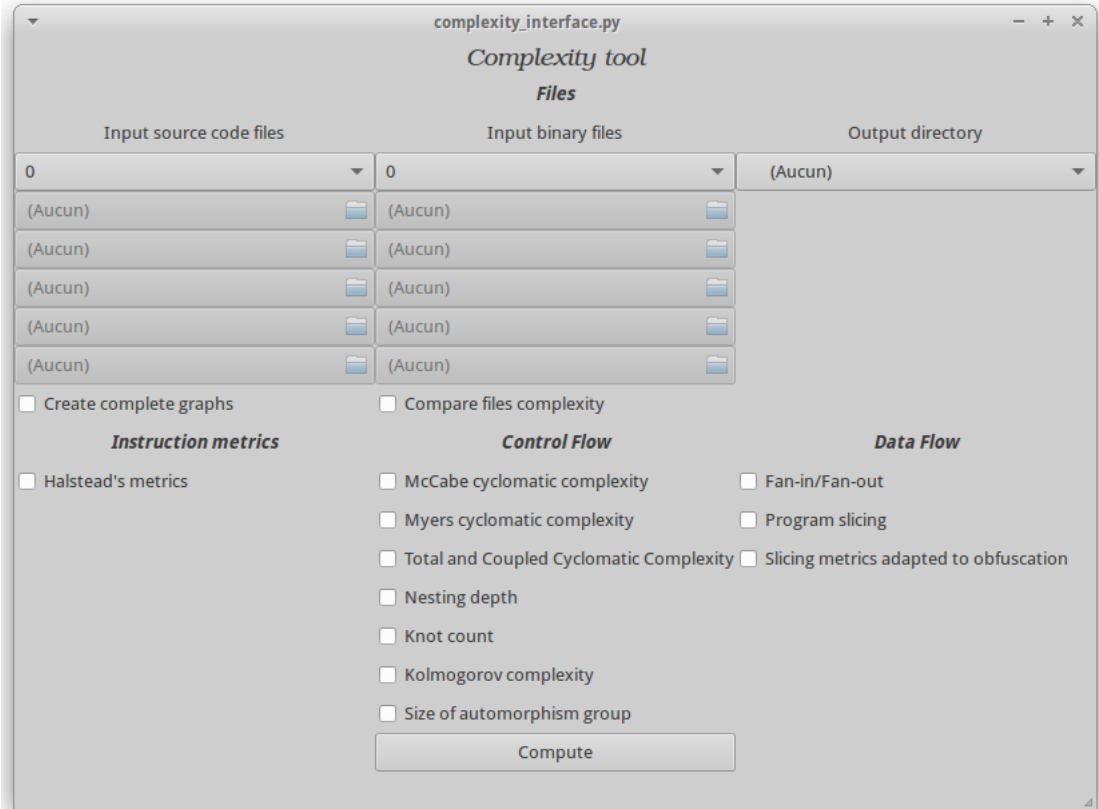 complexity_interface.py
Complexity tool
Files
Input source code files Input binary files Output directory
0 0 (Aucun)
(Aucun) (Aucun)
(Aucun) (Aucun)
(Aucun) (Aucun)
(Aucun) (Aucun)
(Aucun) (Aucun)
Create complete graphs Compare files complexity
Instruction metrics Control Flow Data Flow
Halstead's metrics McCabe cyclomatic complexity Fan-in/Fan-out
Myers cyclomatic complexity Program slicing
Total and Coupled Cyclomatic Complexity Slicing metrics adapted to obfuscation
Nesting depth
Knot count
Kolmogorov complexity
Size of automorphism group
Compute